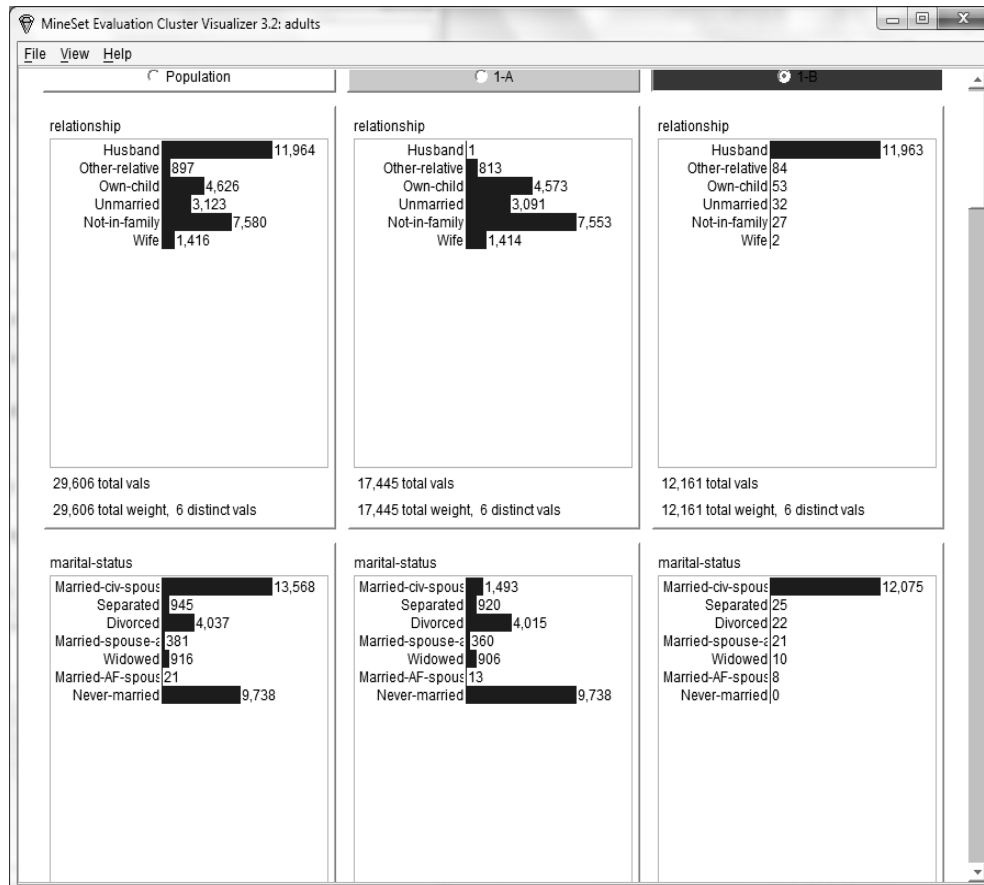 MineSet Evaluation Cluster Visualizer 3.2: adults
File View Help
Population 1-A 1-B
relationship
Husband 11,964
Other-relative 897
Own-child 4,626
Unmarried 3,123
Not-in-family 7,580
Wife 1,416
29,606 total vals
29,606 total weight, 6 distinct vals
relationship
Husband 1
Other-relative 813
Own-child 4,573
Unmarried 3,091
Not-in-family 7,553
Wife 1,414
17,445 total vals
17,445 total weight, 6 distinct vals
relationship
Husband 11,963
Other-relative 84
Own-child 53
Unmarried 32
Not-in-family 27
Wife 2
12,161 total vals
12,161 total weight, 6 distinct vals
marital-status
Married-civ-spous 13,568
Separated 945
Divorced 4,037
Married-spouse-a 381
Widowed 916
Married-AF-spous 21
Never-married 9,738
marital-status
Married-civ-spous 1,493
Separated 920
Divorced 4,015
Married-spouse-a 360
Widowed 906
Married-AF-spous 13
Never-married 9,738
marital-status
Married-civ-spous 12,075
Separated 25
Divorced 22
Married-spouse-a 21
Widowed 10
Married-AF-spous 8
Never-married 0